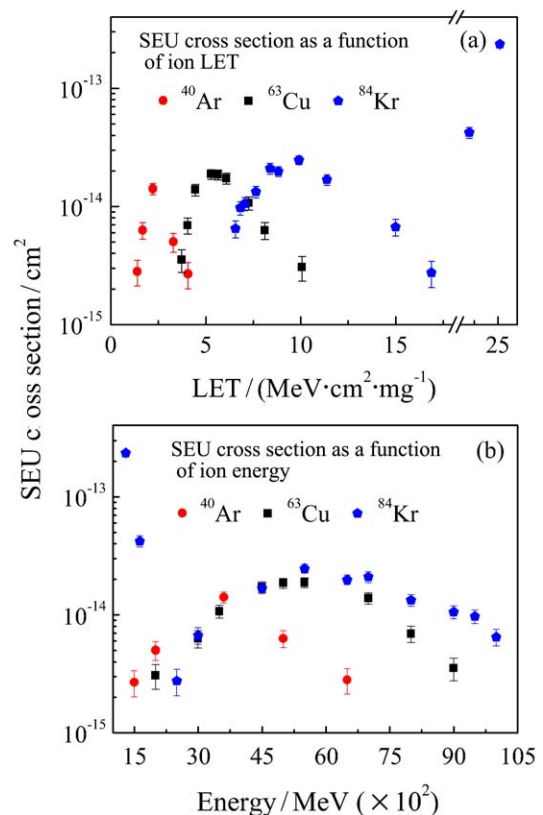 SEU cross section as a function
of ion LET
(a)
⁴⁰Ar ⁶³Cu ⁸⁴Kr
10⁻¹³
10⁻¹⁴
10⁻¹⁵
0 5 10 15 25
LET / (MeV·cm²·mg⁻¹)
SEU cross section / cm²
SEU cross section as a function
of ion energy
(b)
⁴⁰Ar ⁶³Cu ⁸⁴Kr
10⁻¹³
10⁻¹⁴
10⁻¹⁵
15 30 45 60 75 90 105
Energy / MeV (× 10²)